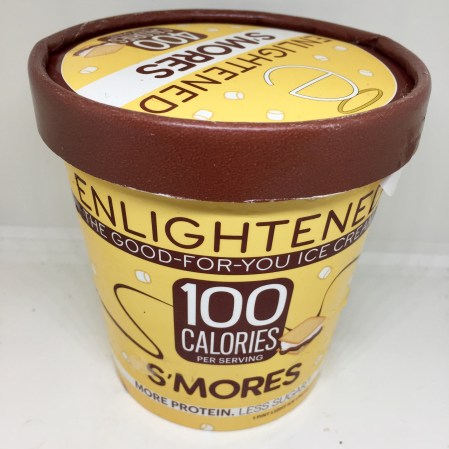 ENLIGHTENED
S'MORES
100
CALORIES
ENLIGHTENED
THE GOOD-FOR-YOU ICE CREAM
100
CALORIES
PER SERVING
S'MORES
MORE PROTEIN. LESS SUGAR.